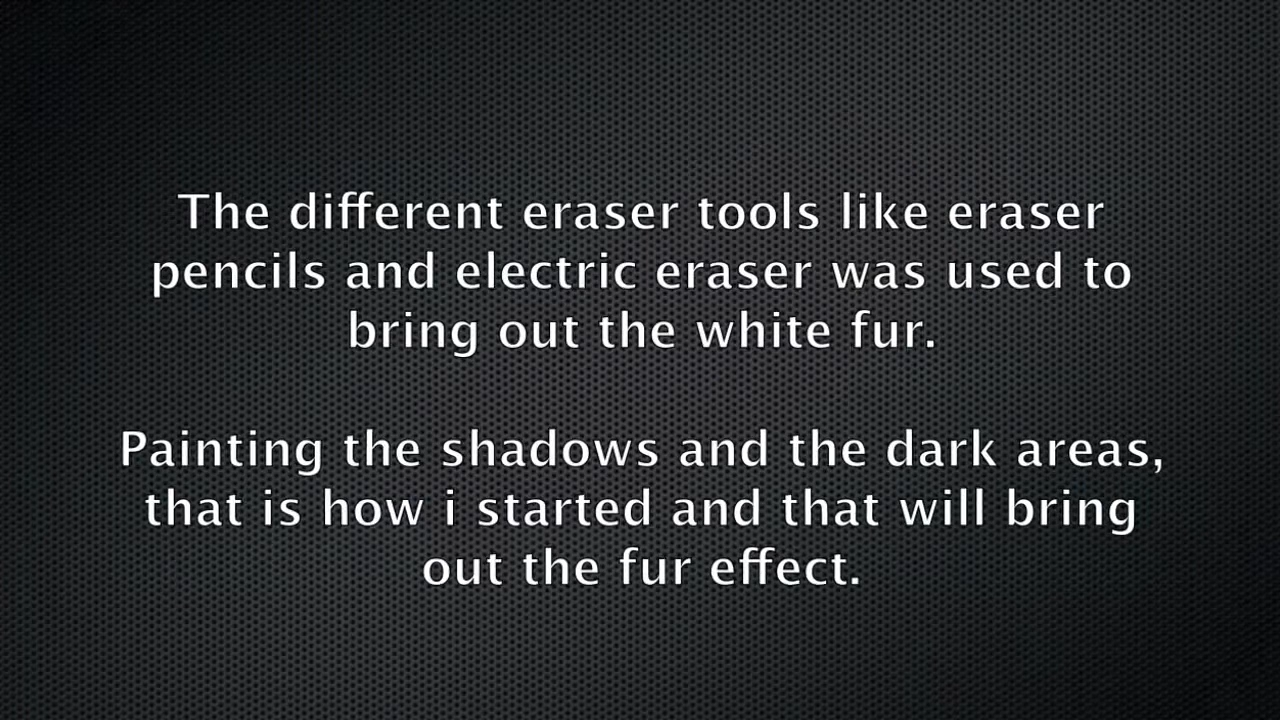 The different eraser tools like eraser
pencils and electric eraser was used to
bring out the white fur.
Painting the shadows and the dark areas,
that is how i started and that will bring
out the fur effect.